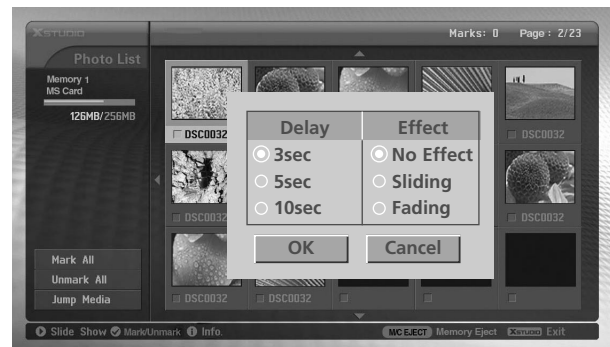 XSTUDIO
Marks: 0 Page : 2/23
Photo List
Memory 1
MS Card
126MB/256MB
DSC0032
DSC0032
DSC0032
DSC0032
DSC0032
DSC0032
Delay Effect
3sec No Effect
5sec Sliding
10sec Fading
OK Cancel
Mark All
Unmark All
Jump Media
Slide Show Mark/Unmark Info. M/C EJECT Memory Eject XSTUDIO Exit